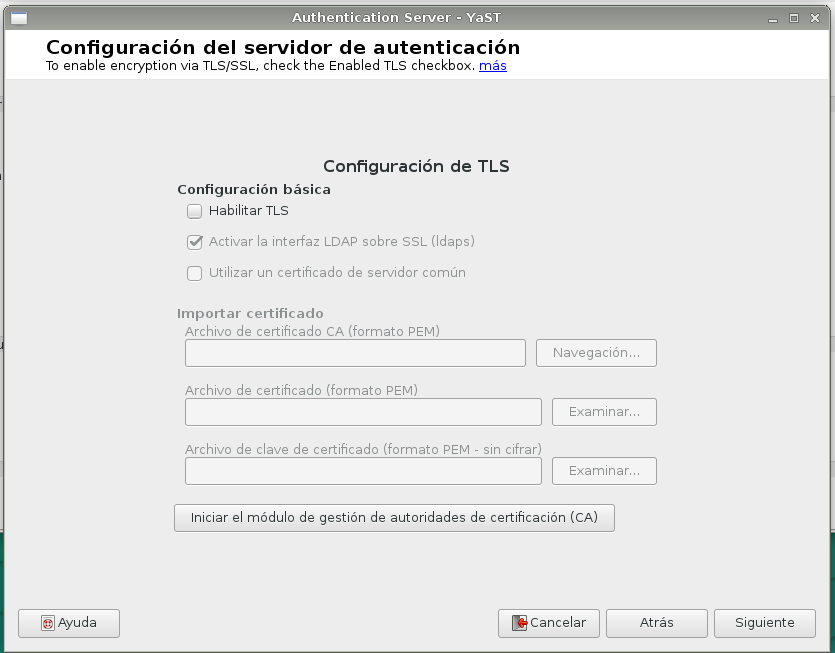 Authentication Server - YaST
Configuración del servidor de autenticación
To enable encryption via TLS/SSL, check the Enabled TLS checkbox. más
Configuración de TLS
Configuración básica
Habilitar TLS
Activar la interfaz LDAP sobre SSL (ldaps)
Utilizar un certificado de servidor común
Importar certificado
Archivo de certificado CA (formato PEM)
Navegación...
Archivo de certificado (formato PEM)
Examinar...
Archivo de clave de certificado (formato PEM - sin cifrar)
Examinar...
Iniciar el módulo de gestión de autoridades de certificación (CA)
Ayuda Cancelar Atrás Siguiente